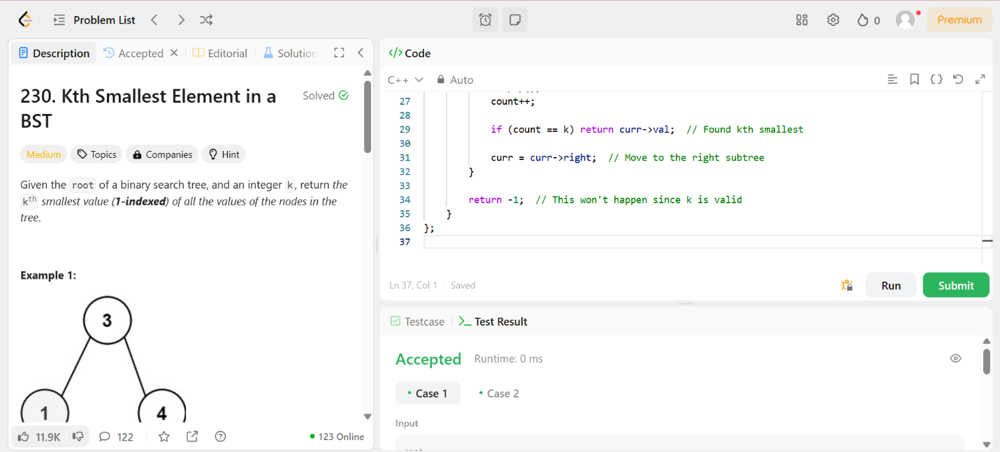 Problem List
0
Premium
Description
Accepted
Editorial
Solution
230. Kth Smallest Element in a
BST
Solved
Medium
Topics
Companies
Hint
Given the root of a binary search tree, and an integer k, return the
kth smallest value (1-indexed) of all the values of the nodes in the
tree.
Example 1:
3
1
4
11.9K
122
123 Online
</> Code
C++
Auto
27 count++;
28
29 if (count == k) return curr->val;  // Found kth smallest
30
31 curr = curr->right;  // Move to the right subtree
32 }
33
34 return -1;  // This won't happen since k is valid
35 }
36 };
37
Ln 37, Col 1
Saved
Run
Submit
Testcase
>_ Test Result
Accepted
Runtime: 0 ms
• Case 1
• Case 2
Input